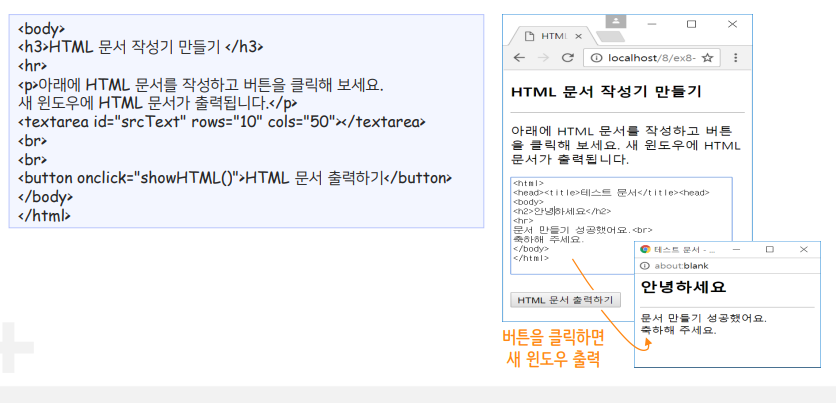 <body>
<h3>HTML 문서 작성기 만들기 </h3>
<hr>
<p>아래에 HTML 문서를 작성하고 버튼을 클릭해 보세요.
새 윈도우에 HTML 문서가 출력됩니다.</p>
<textarea id="srcText" rows="10" cols="50"></textarea>
<br>
<br>
<button onclick="showHTML()">HTML 문서 출력하기</button>
</body>
</html>
HTML
localhost/8/ex8-
HTML 문서 작성기 만들기
아래에 HTML 문서를 작성하고 버튼
을 클릭해 보세요. 새 윈도우에 HTML
문서가 출력됩니다.
<html>
<head><title>테스트 문서</title><head>
<body>
<h2>안녕하세요</h2>
<hr>
문서 만들기 성공했어요.<br>
축하해 주세요.
</body>
</html>
HTML 문서 출력하기
테스트 문서 - ...
about:blank
안녕하세요
문서 만들기 성공했어요.
축하해 주세요.
버튼을 클릭하면
새 윈도우 출력